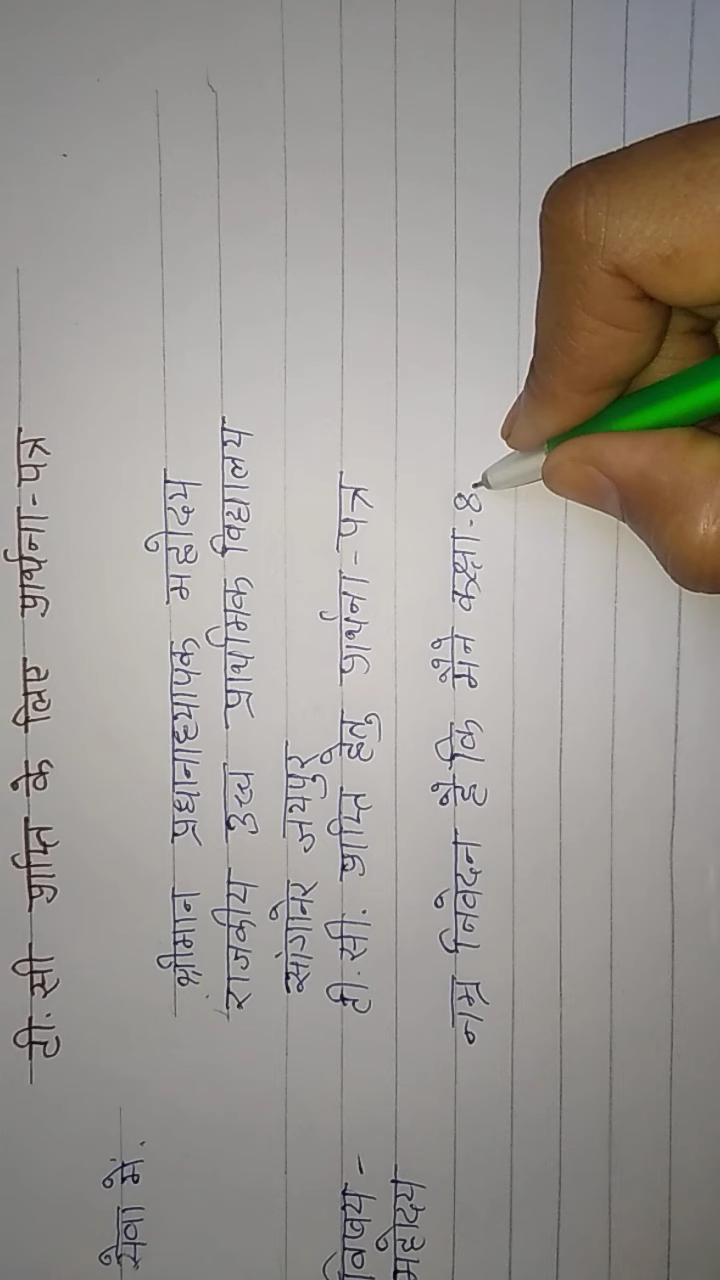 टी.सी प्राप्ति के लिए प्रार्थना-पत्र
सेवा में.
श्रीमान प्रधानाध्यापक महोदय
राजकीय उच्च प्राथमिक विद्यालय
सांगानेर जयपुर
विषय - टी.सी. प्राप्ति हेतु प्रार्थना-पत्र
महोदय
नम्र निवेदन है कि मैंने कक्षा-8